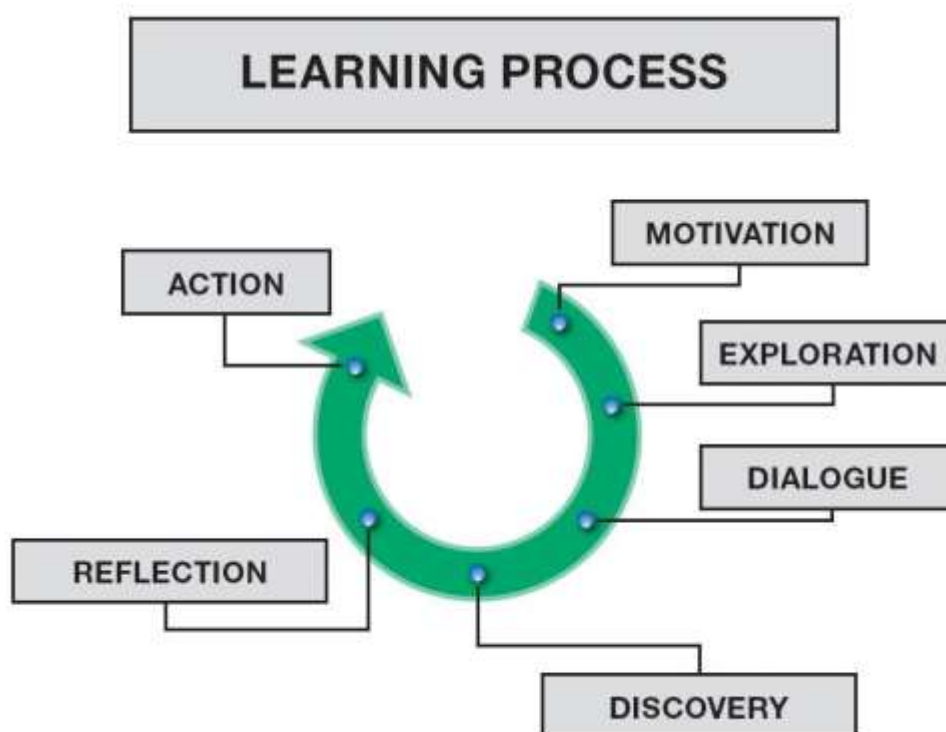 LEARNING PROCESS
MOTIVATION
ACTION
EXPLORATION
DIALOGUE
REFLECTION
DISCOVERY